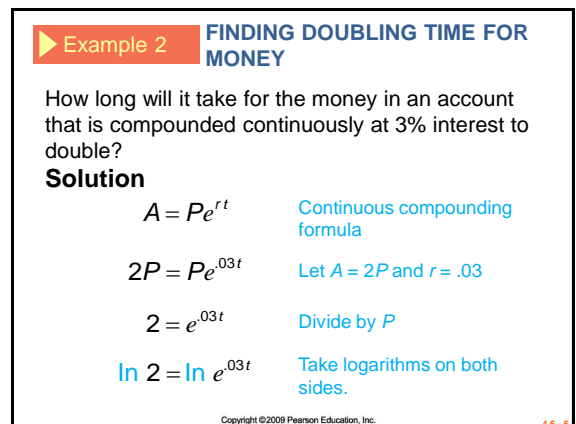 Example 2
FINDING DOUBLING TIME FOR
MONEY
How long will it take for the money in an account
that is compounded continuously at 3% interest to
double?
Solution
A = Pe^{rt} Continuous compounding
formula
2P = Pe^{.03t} Let A = 2P and r = .03
2 = e^{.03t} Divide by P
ln 2 = ln e^{.03t} Take logarithms on both
sides.
Copyright ©2009 Pearson Education, Inc. 4.6 - 6